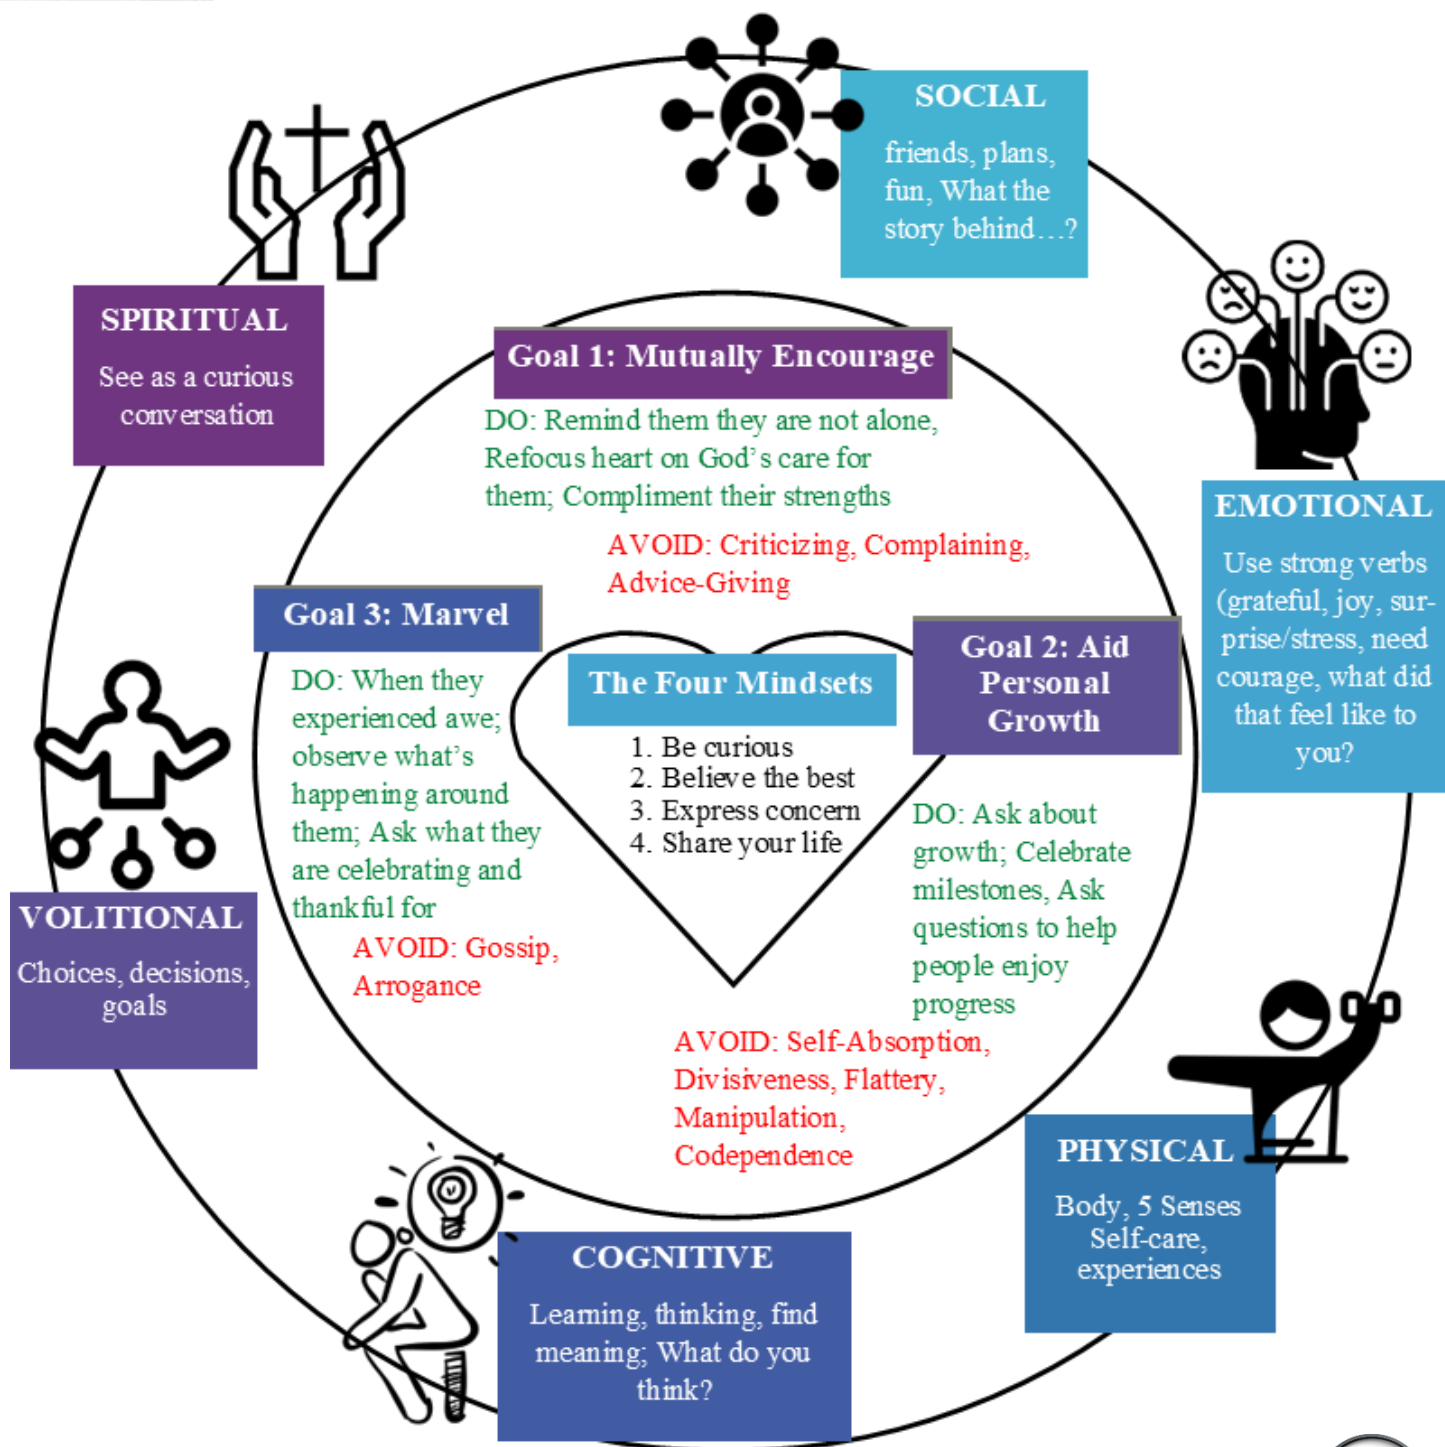 SOCIAL
friends, plans,
fun, What the
story behind...?
SPIRITUAL
See as a curious
conversation
Goal 1: Mutually Encourage
DO: Remind them they are not alone,
Refocus heart on God's care for
them; Compliment their strengths
AVOID: Criticizing, Complaining,
Advice-Giving
EMOTIONAL
Use strong verbs
(grateful, joy, sur-
prise/stress, need
courage, what did
that feel like to
you?
Goal 3: Marvel
DO: When they
experienced awe;
observe what's
happening around
them; Ask what they
are celebrating and
thankful for
AVOID: Gossip,
Arrogance
The Four Mindsets
1. Be curious
2. Believe the best
3. Express concern
4. Share your life
Goal 2: Aid
Personal
Growth
DO: Ask about
growth; Celebrate
milestones, Ask
questions to help
people enjoy
progress
AVOID: Self-Absorption,
Divisiveness, Flattery,
Manipulation,
Codependence
VOLITIONAL
Choices, decisions,
goals
PHYSICAL
Body, 5 Senses
Self-care,
experiences
COGNITIVE
Learning, thinking, find
meaning; What do you
think?